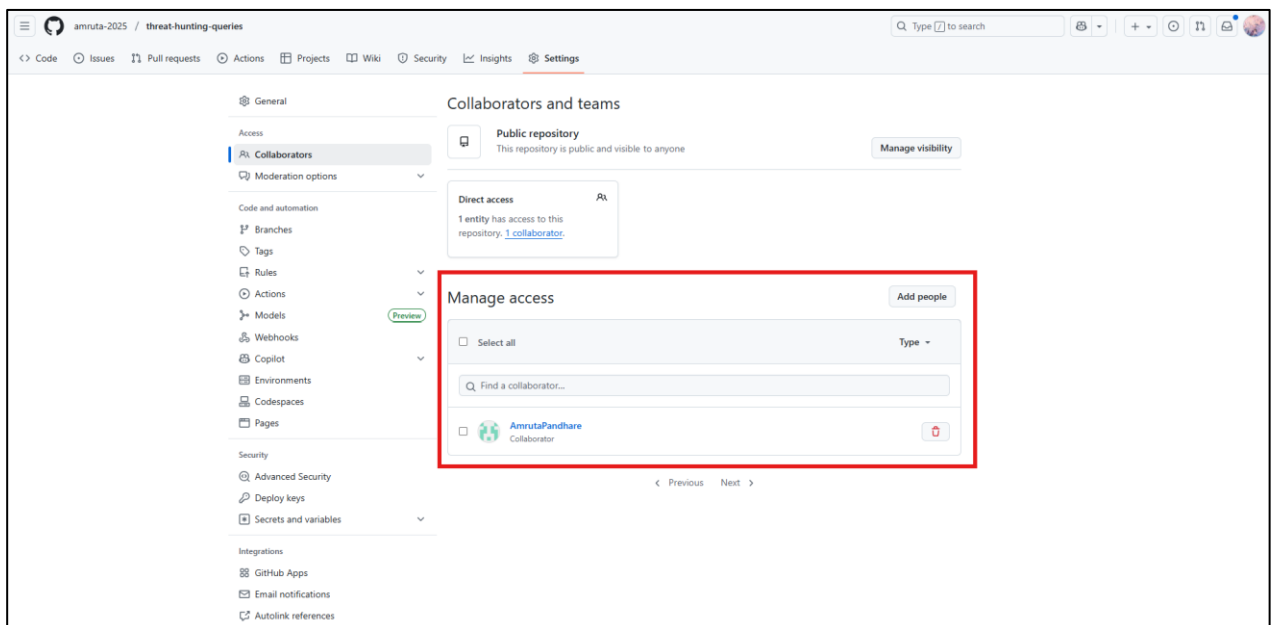 amruta-2025 / threat-hunting-queries
Type / to search
Code Issues Pull requests Actions Projects Wiki Security Insights Settings
General
Access
Collaborators
Moderation options
Code and automation
Branches
Tags
Rules
Actions
Models Preview
Webhooks
Copilot
Environments
Codespaces
Pages
Security
Advanced Security
Deploy keys
Secrets and variables
Integrations
GitHub Apps
Email notifications
Autolink references
Collaborators and teams
Public repository
This repository is public and visible to anyone
Manage visibility
Direct access
1 entity has access to this
repository. 1 collaborator.
Manage access
Add people
Select all
Type
Find a collaborator...
AmrutaPandhare
Collaborator
Previous Next